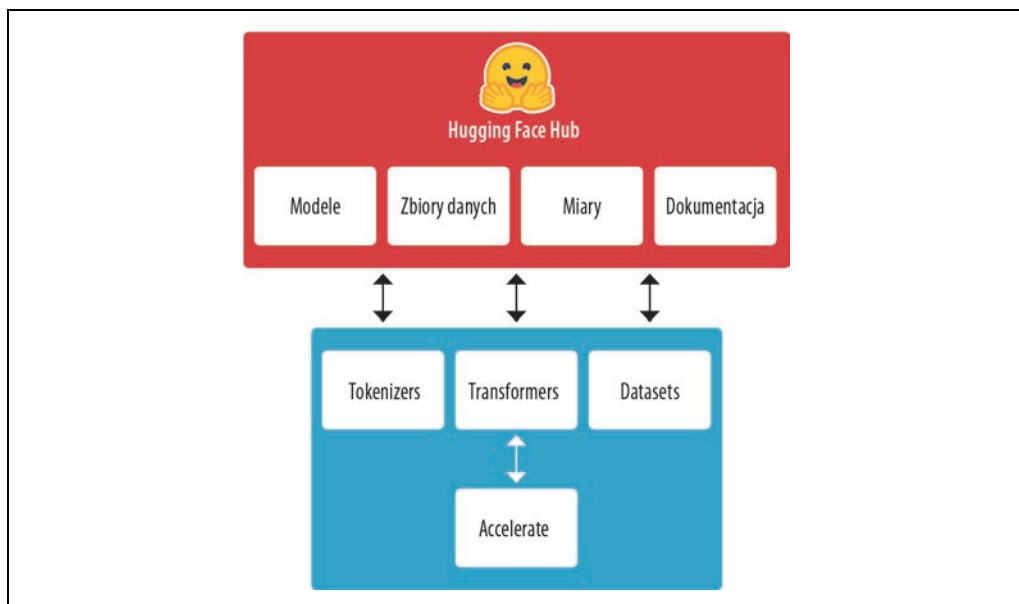 Hugging Face Hub
Modele
Zbiory danych
Miary
Dokumentacja
Tokenizers
Transformers
Datasets
Accelerate